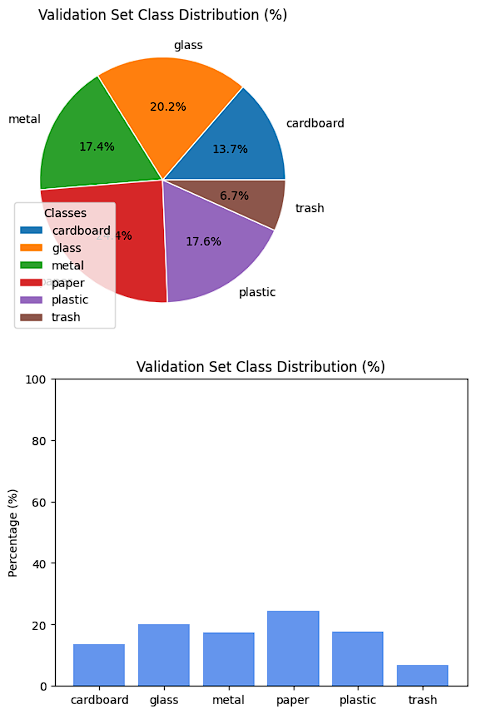 Validation Set Class Distribution (%)
glass
20.2%
metal
cardboard
17.4%
13.7%
6.7%
trash
Classes
cardboard
glass
metal
paper
plastic
trash
.4%
17.6%
plastic
Validation Set Class Distribution (%)
100
80
60
40
20
0
Percentage (%)
cardboard glass metal paper plastic trash